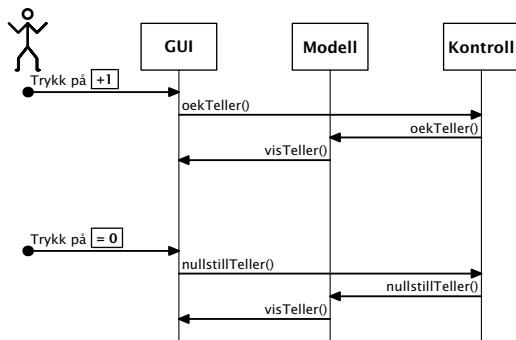 GUI
Modell
Kontroll
Trykk på +1
oekTeller()
oekTeller()
visTeller()
Trykk på = 0
nullstillTeller()
nullstillTeller()
visTeller()